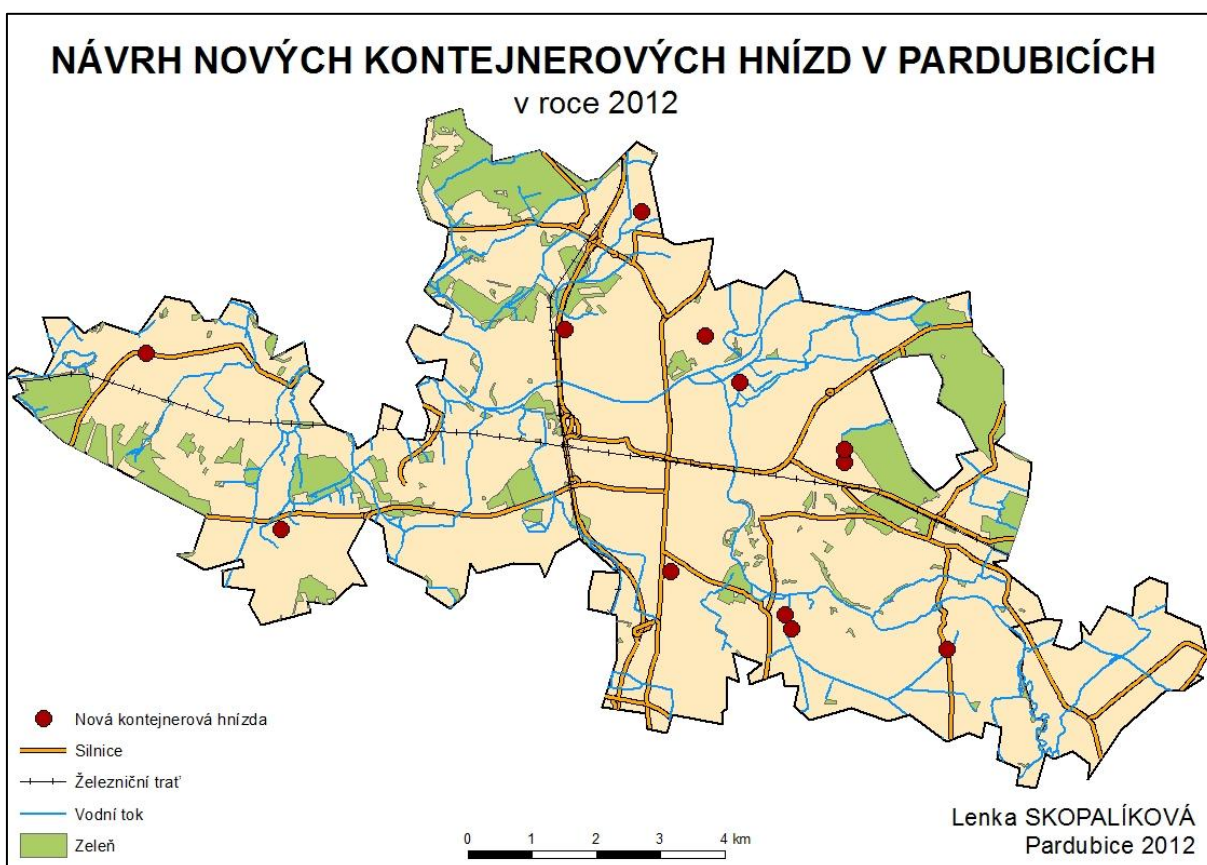 NÁVRH NOVÝCH KONTEJNEROVÝCH HNÍZD V PARDUBICÍCH
v roce 2012
Nová kontejnerová hnízda
Silnice
Železniční trať
Vodní tok
Zeleň
0 1 2 3 4 km
Lenka SKOPALÍKOVÁ
Pardubice 2012